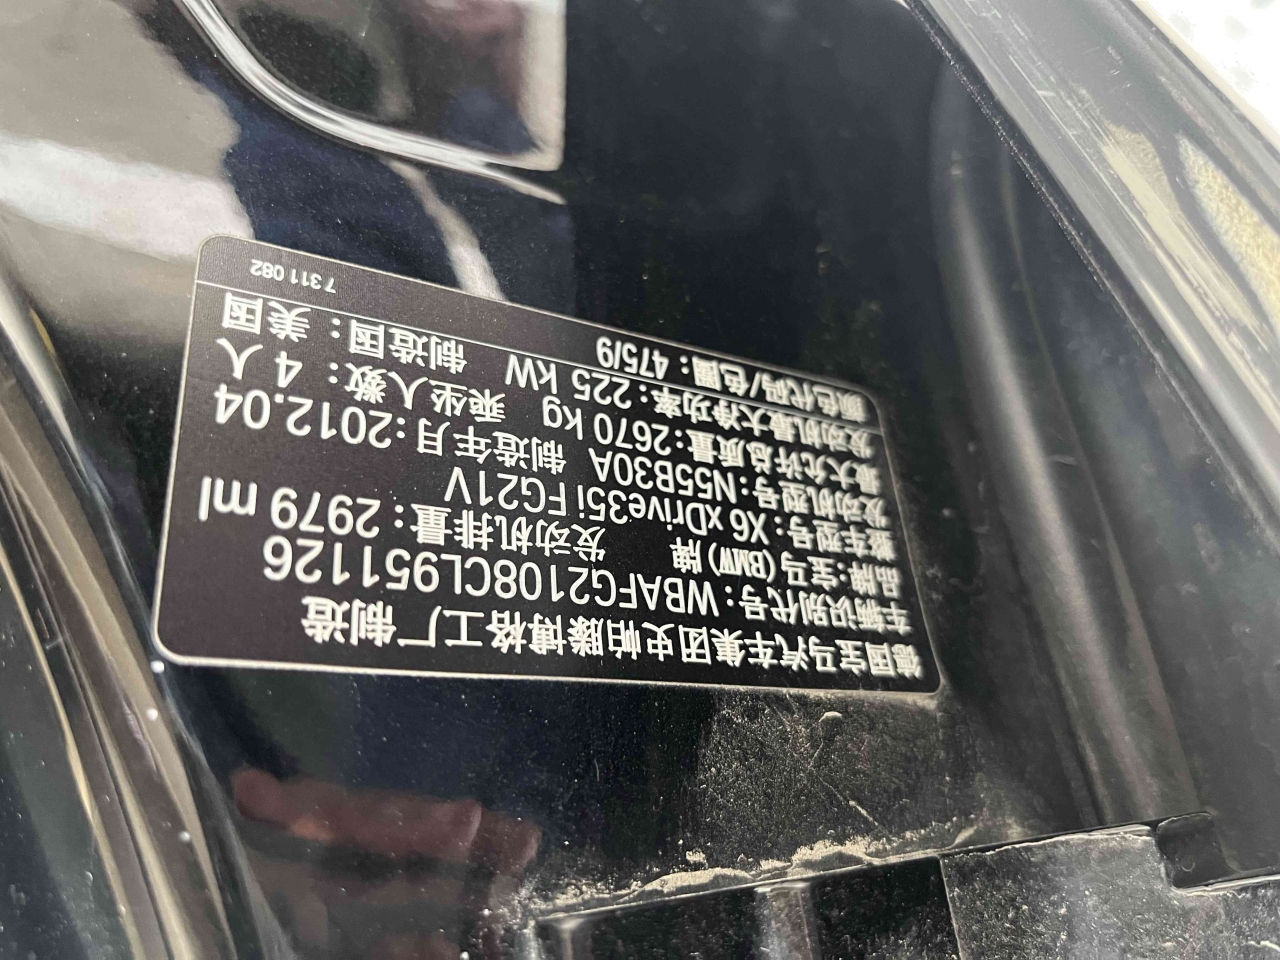 德国宝马汽车集团史帕滕博格工厂 制造
车辆识别代号: WBAFG2108CL951126
品牌: 宝马(BMW)牌 发动机排量: 2979 ml
整车型号: X6 xDrive35i FG21V
发动机型号: N55B30A 制造年月: 2012.04
最大允许总质量: 2670 kg 乘坐人数: 4 人
发动机最大净功率: 225 kW 制造国: 美国
颜色代码/色圈: 475/9
7 311 082